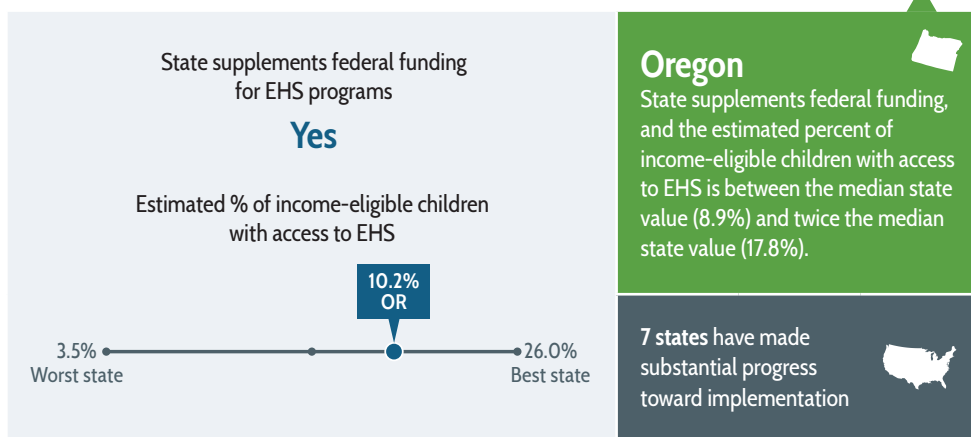 State supplements federal funding
for EHS programs
Yes
Estimated % of income-eligible children
with access to EHS
10.2%
OR
3.5%
Worst state
26.0%
Best state
Oregon
State supplements federal funding,
and the estimated percent of
income-eligible children with access
to EHS is between the median state
value (8.9%) and twice the median
state value (17.8%).
7 states have made
substantial progress
toward implementation